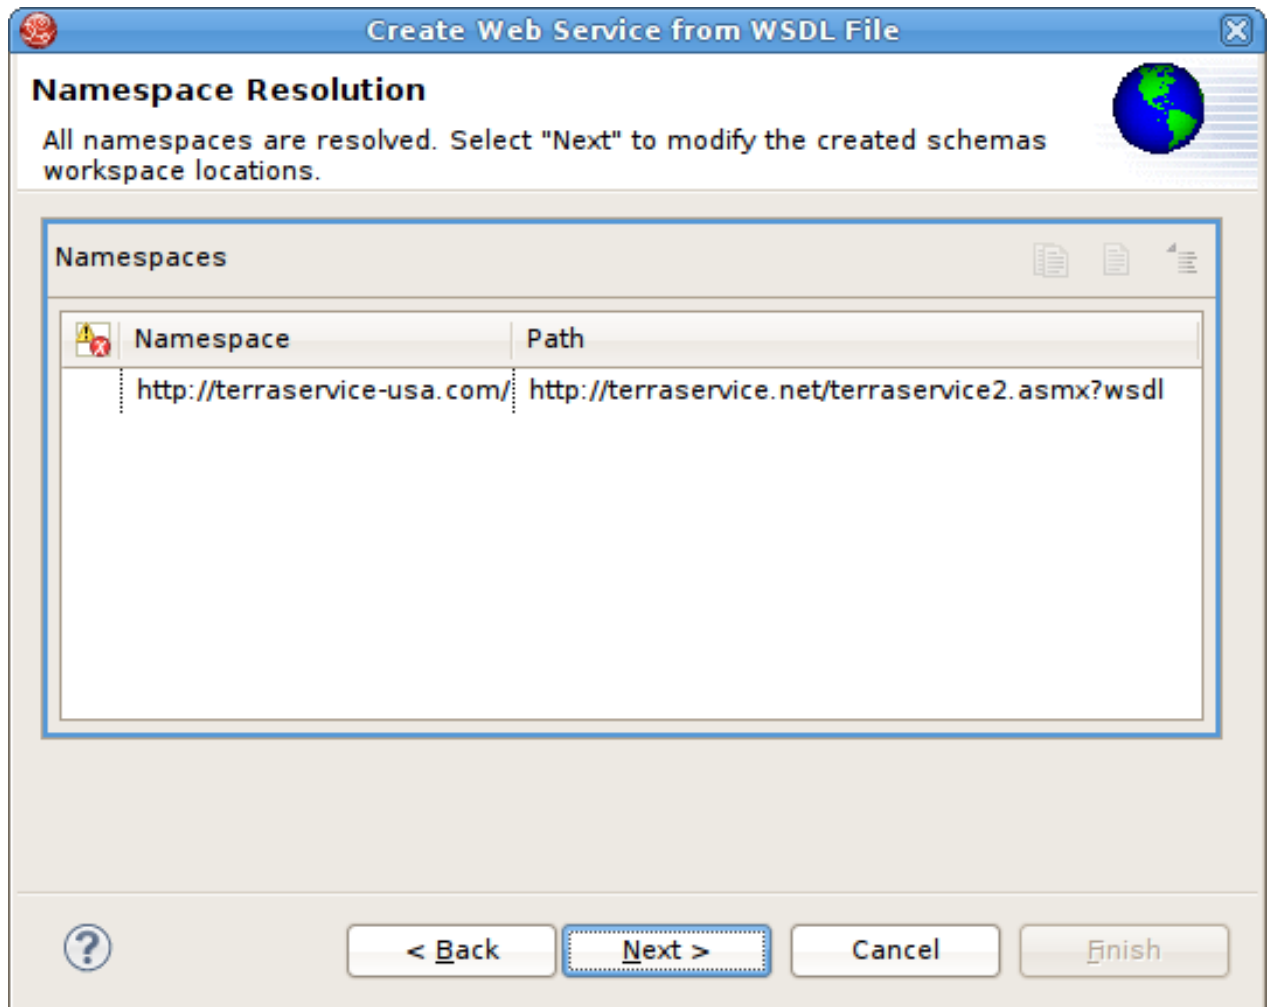 Create Web Service from WSDL File
Namespace Resolution
All namespaces are resolved. Select "Next" to modify the created schemas
workspace locations.
Namespaces
Namespace Path
http://terraservice-usa.com/ http://terraservice.net/terraservice2.asmx?wsdl
< Back Next > Cancel Finish